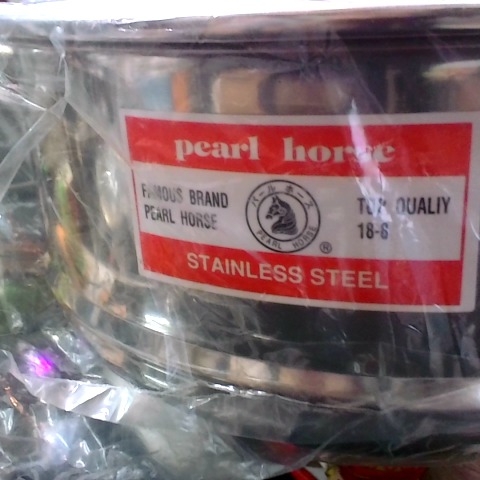 pearl horse
FAMOUS BRAND
PEARL HORSE
パール ホース
PEARL HORSE
®
TOP QUALIY
18-8
STAINLESS STEEL